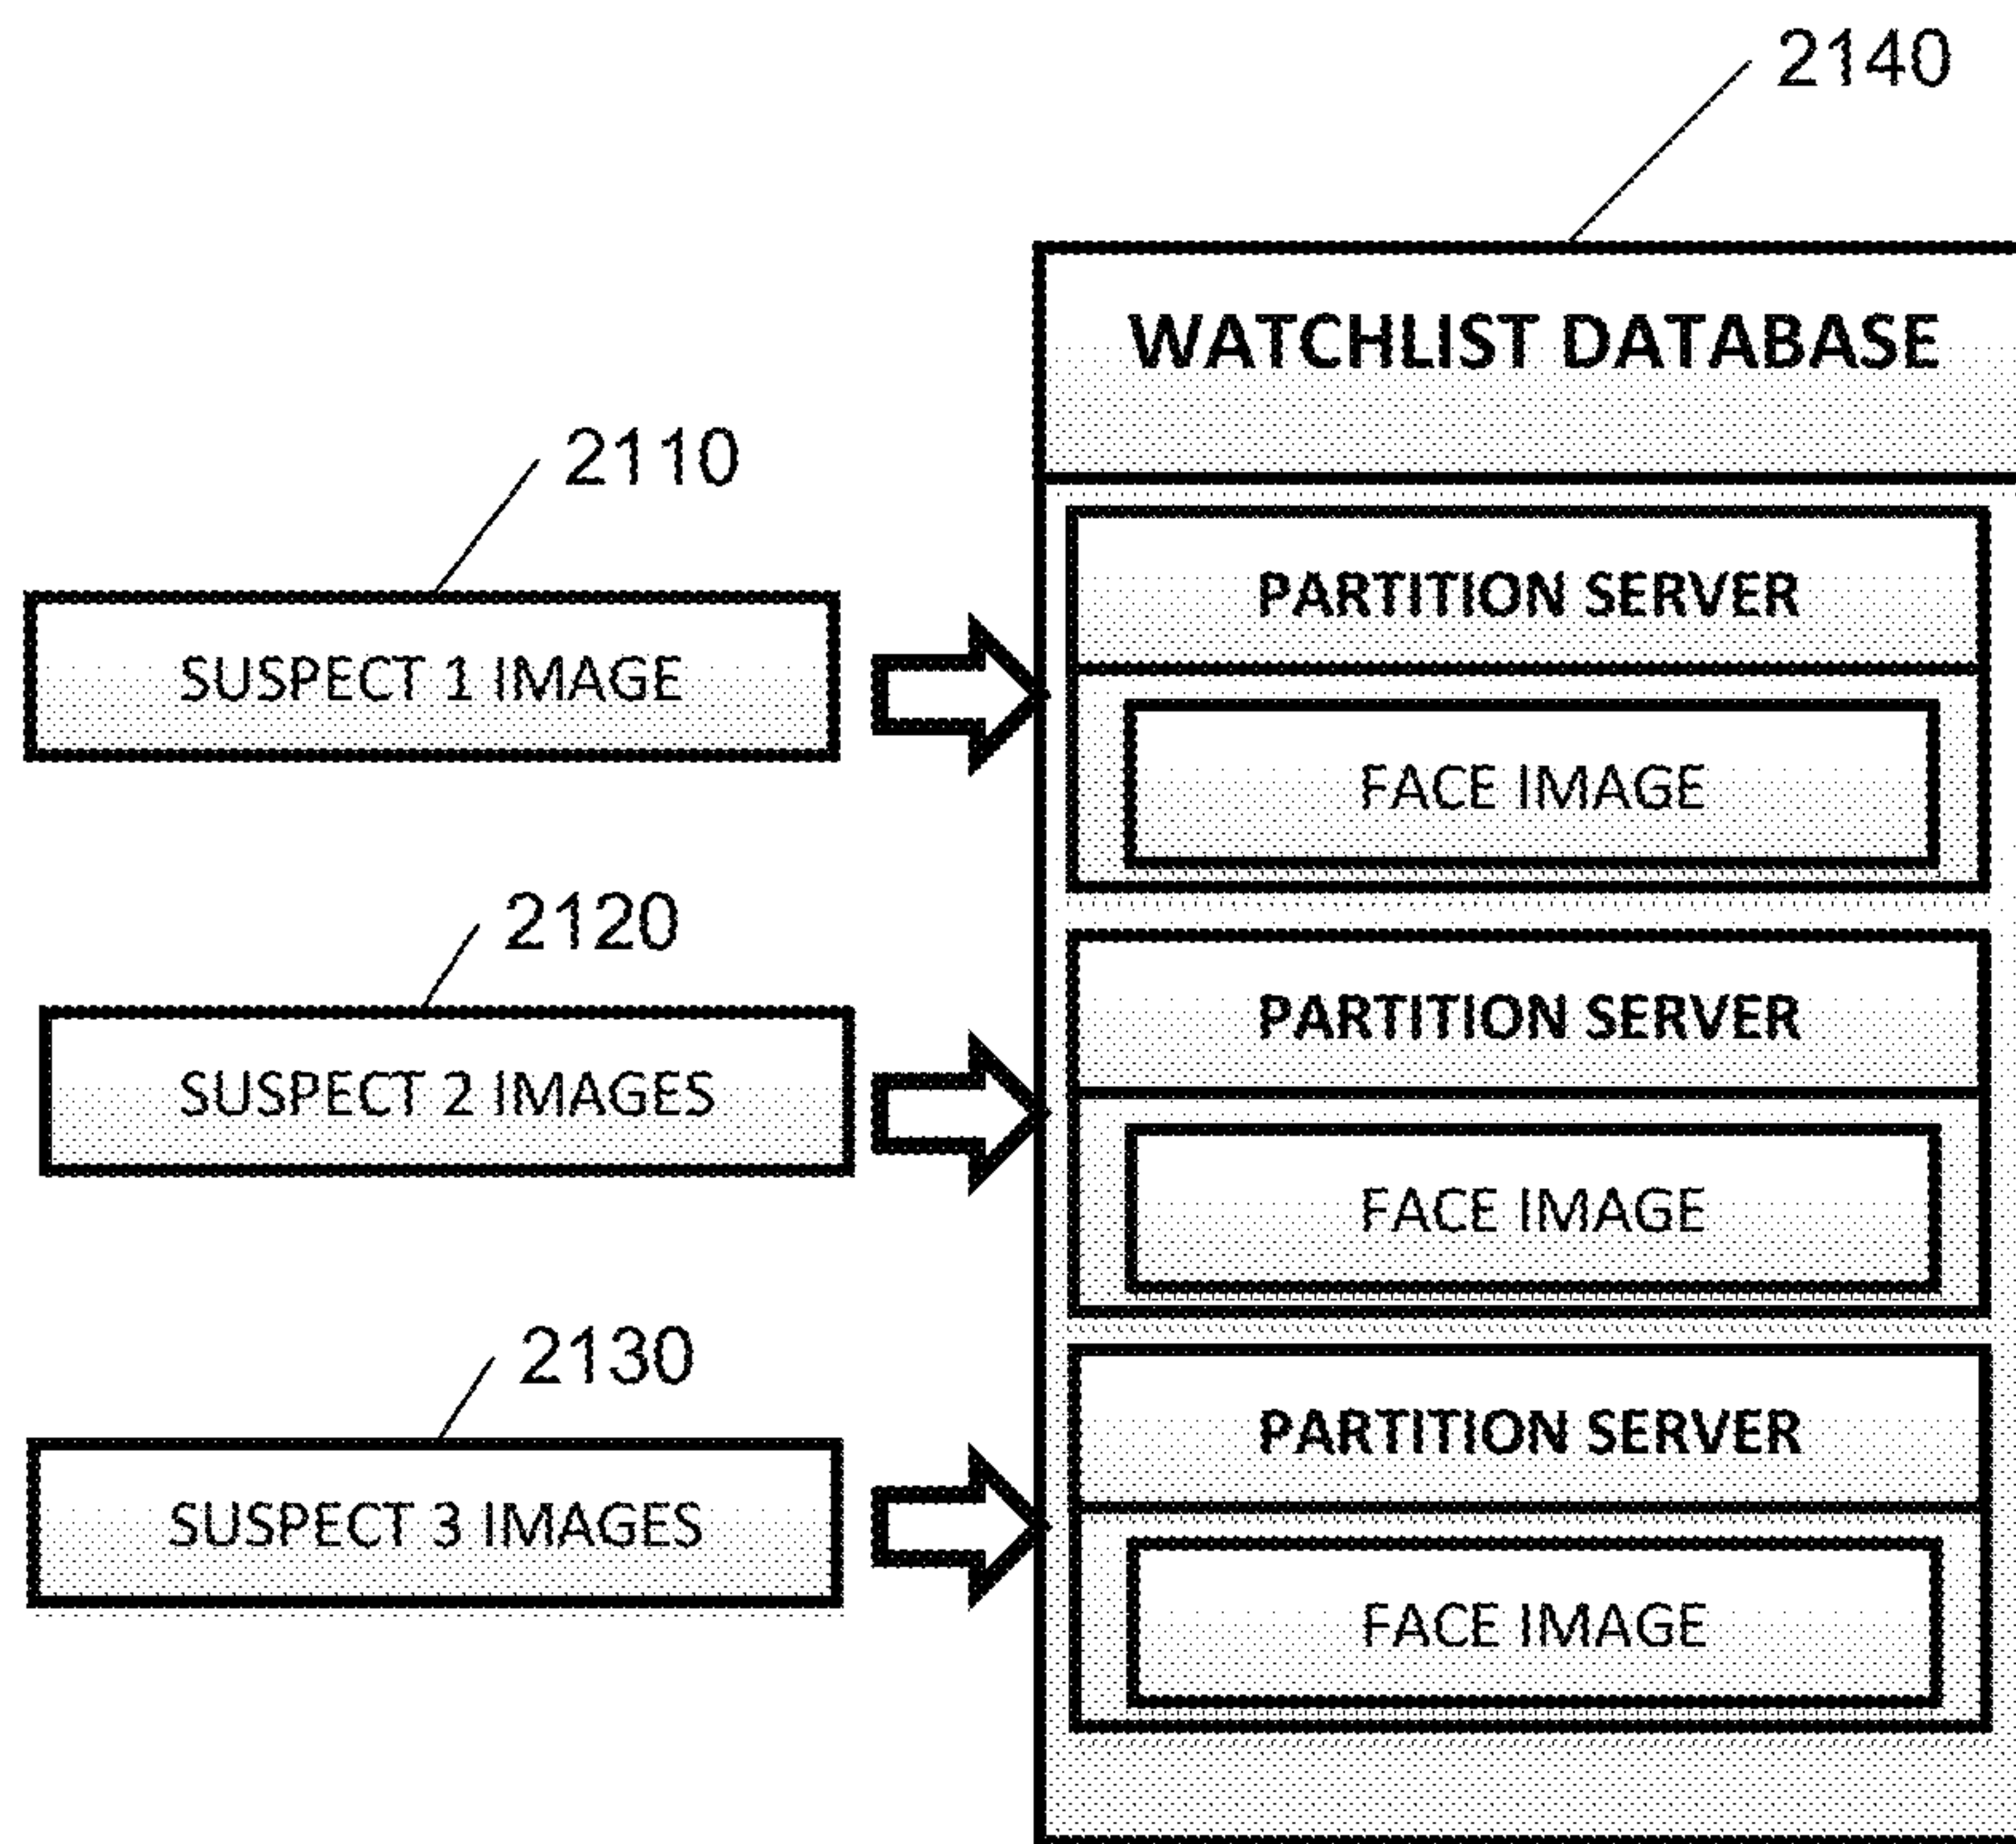 2140
WATCHLIST DATABASE
2110
SUSPECT 1 IMAGE
PARTITION SERVER
FACE IMAGE
2120
SUSPECT 2 IMAGES
PARTITION SERVER
FACE IMAGE
2130
SUSPECT 3 IMAGES
PARTITION SERVER
FACE IMAGE